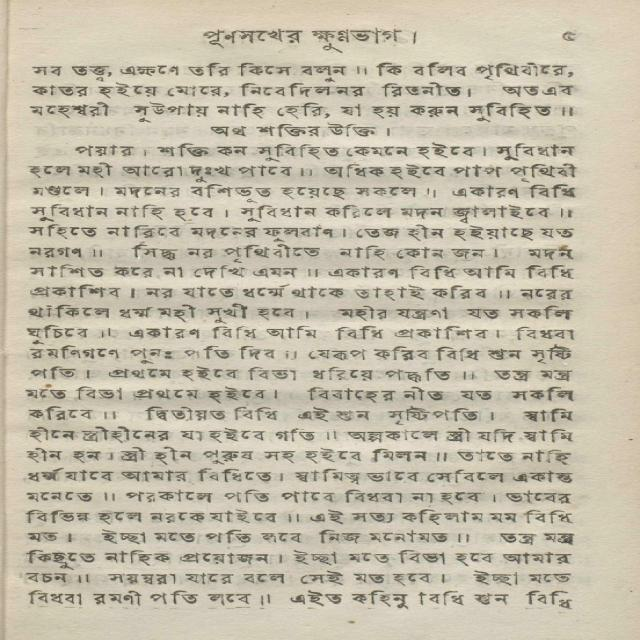 পুণসখের ক্ষুণ্নভাগ। ৫
সব তত্ত্ব, এক্ষণে তরি কিসে বলুন॥ কি বলিব পৃথিবীরে,
কাতর হইয়ে মোরে, নিবেদিলনর রিতনীত। অতএব
মহেশ্বরী সুউপায় নাহি হেরি, যা হয় করুন সুবিহিত॥
অথ শক্তির উক্তি।
পয়ার। শক্তি কন সুবিহিত কেমনে হইবে। সুবিধান
হলে মহী আরো দুঃখ পাবে॥ অধিক হইবে পাপ পৃথিবী
মণ্ডলে। মদনের বশিভূত হয়েছে সকলে॥ একারণ বিধি
সুবিধান নাহি হবে। সুবিধান করিলে মদন জ্বালাইবে॥
সহিতে নারিবে মদনের ফুলবাণ। তেজ হীন হইয়াছে যত
নরগণ॥ সিদ্ধ নর পৃথিবীতে নাহি কোন জন। মদন
সাশিত করে না দেখি এমন॥ একারণ বিধি আমি বিধি
প্রকাশিব। নর যাতে ধর্ম্মে থাকে তাহাই করিব॥ নরের
থাকিলে ধর্ম্ম মহী সুখী হবে। মহীর যন্ত্রণা যত সকলি
ঘুচিবে॥ একারণ বিধি আমি বিধি প্রকাশিব। বিধবা
রমণিগণে পুনঃ পতি দিব॥ যেরূপ করিব বিধি শুন সৃষ্টি
পতি। প্রথমে হইবে বিভা ধরিয়ে পদ্ধতি॥ তন্ত্র মন্ত্র
মতে বিভা প্রথমে হইবে। বিবাহের নীত যত সকলি
করিবে॥ দ্বিতীয়ত বিধি এই শুন সৃষ্টিপতি। স্বামি
হীনে স্ত্রীহীনের যা হইবে গতি॥ অল্পকালে স্ত্রী যদি স্বামি
হীন হন। স্ত্রী হীন পুরুষ সহ হইবে মিলন॥ তাতে নাহি
ধর্ম্ম যাবে আমার বিধিতে। স্বামিত্ব ভাবে সেবিলে একান্ত
মনেতে॥ পরকালে পতি পাবে বিধবা না হবে। ভাবের
বিভিন্ন হলে নরকে যাইবে॥ এই সত্য কহিলাম মম বিধি
মত। ইচ্ছা মতে পতি লবে নিজ মনোমত॥ তন্ত্র মন্ত্র
কিছুতে নাহিক প্রয়োজন। ইচ্ছা মতে বিভা হবে আমার
বচন॥ সয়ম্বরা যারে বলে সেই মত হবে। ইচ্ছা মতে
বিধবা রমণী পতি লবে॥ এইত কহিনু বিধি শুন বিধি